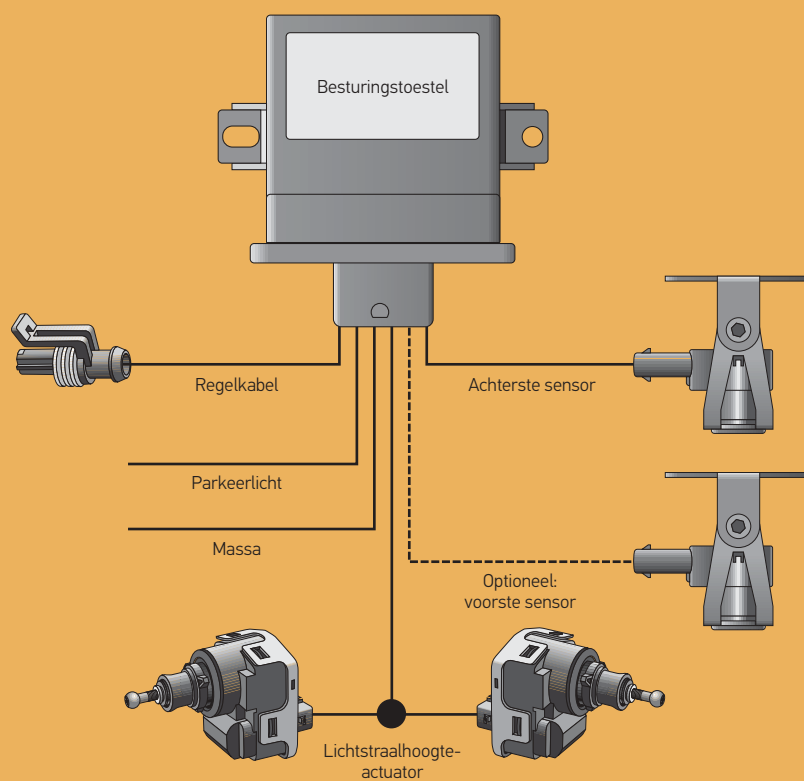 Besturingstoestel
Regelkabel
Achterste sensor
Parkeerlicht
Massa
Optioneel:
voorste sensor
Lichtstraalhoogte-
actuator